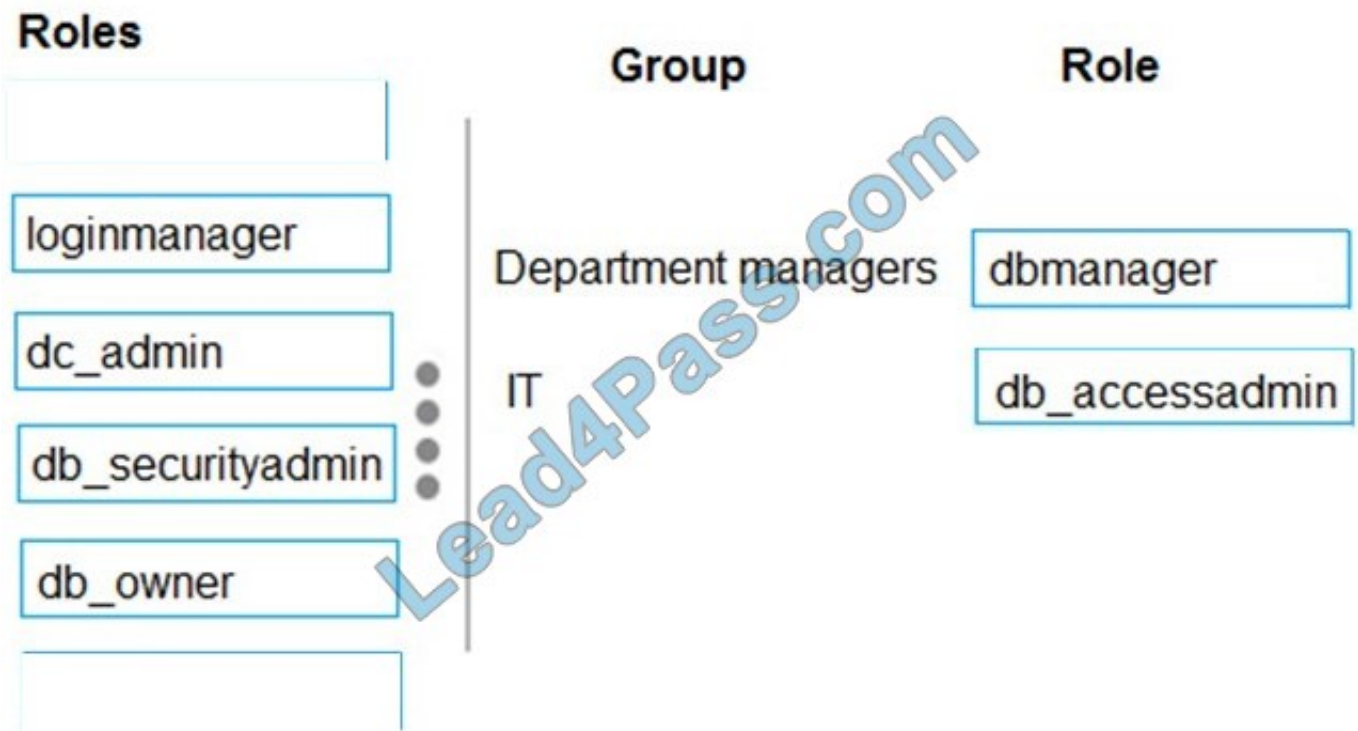 Roles
Group
Role
loginmanager
Department managers
dbmanager
dc_admin
IT
db_accessadmin
db_securityadmin
db_owner
Lead4Pass.com